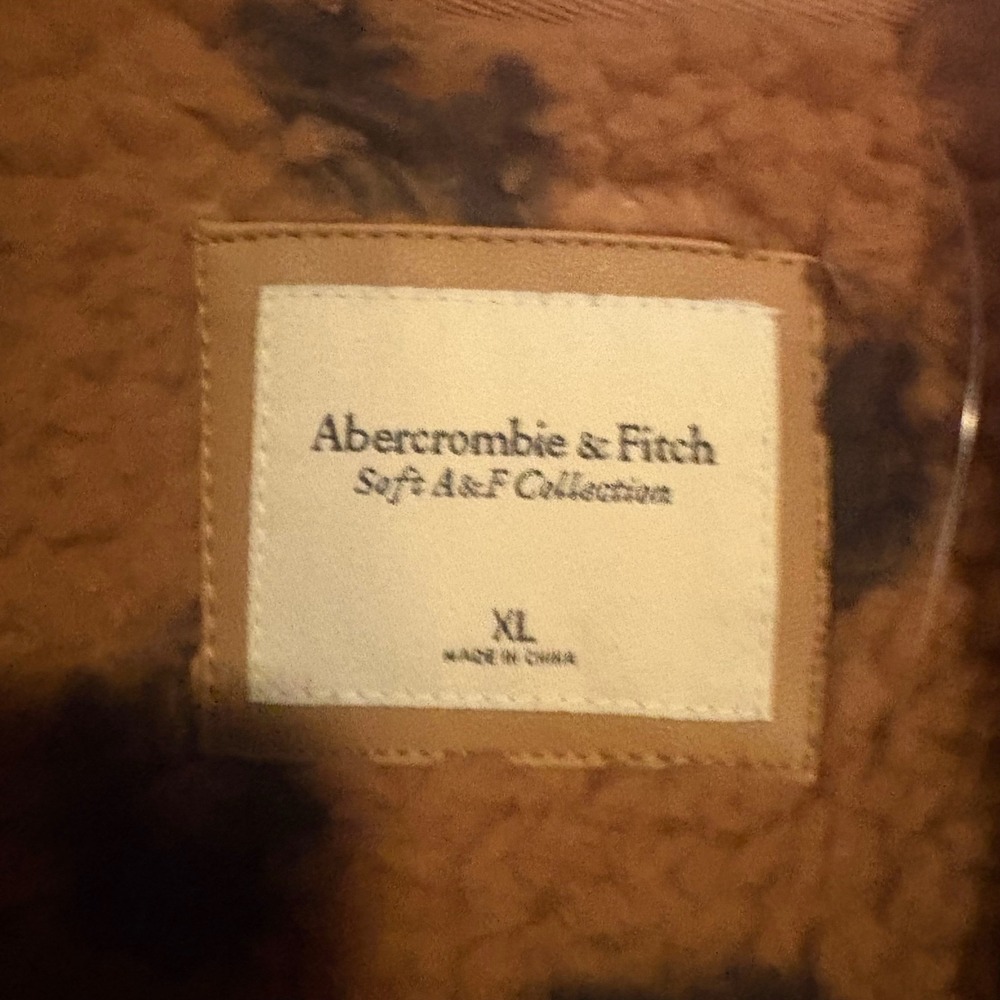 Abercrombie & Fitch
Soft A&F Collection
XL
MADE IN CHINA